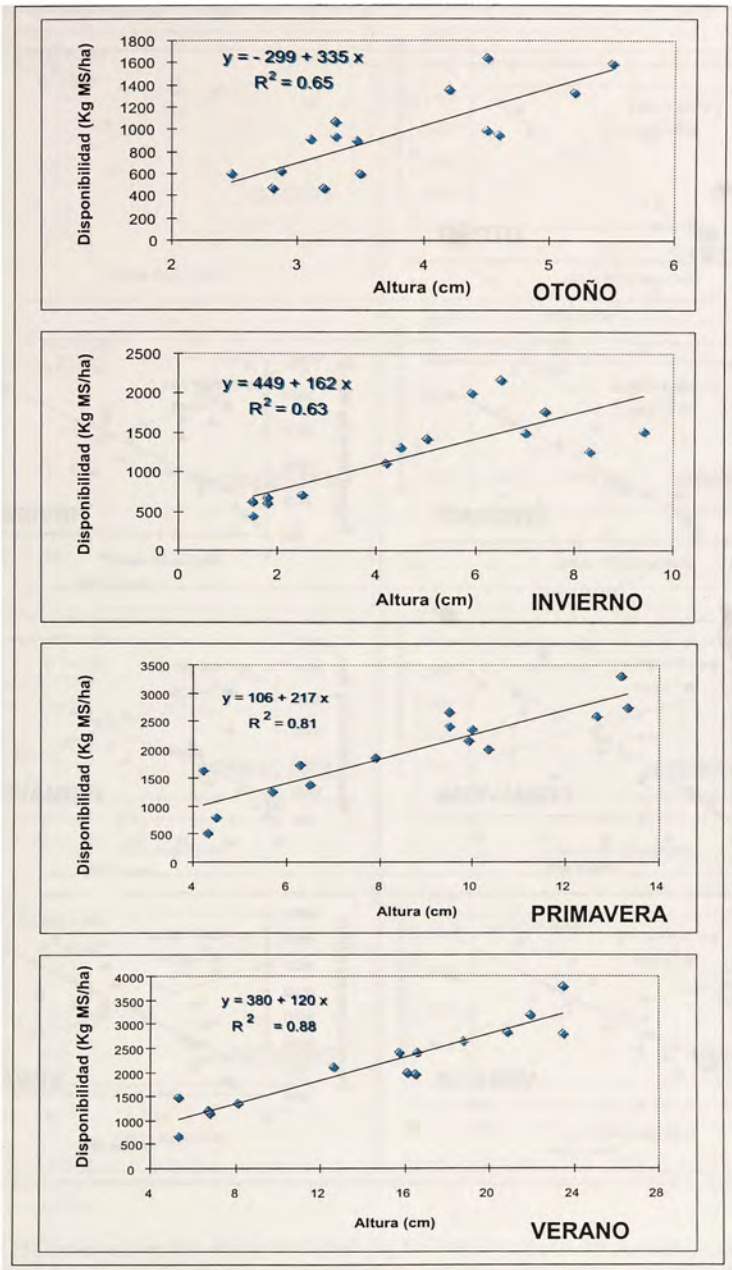 1800
1600
1400
1200
1000
800
600
400
200
0
Disponibilidad (Kg MS/ha)
y = - 299 + 335 x
R² = 0.65
2 3 4 5 6
Altura (cm)
OTOÑO
2500
2000
1500
1000
500
0
Disponibilidad (Kg MS/ha)
y = 449 + 162 x
R² = 0.63
0 2 4 6 8 10
Altura (cm)
INVIERNO
3500
3000
2500
2000
1500
1000
500
0
Disponibilidad (Kg MS/ha)
y = 106 + 217 x
R² = 0.81
4 6 8 10 12 14
Altura (cm)
PRIMAVERA
4000
3500
3000
2500
2000
1500
1000
500
0
Disponibilidad (Kg MS/ha)
y = 380 + 120 x
R² = 0.88
4 8 12 16 20 24 28
Altura (cm)
VERANO